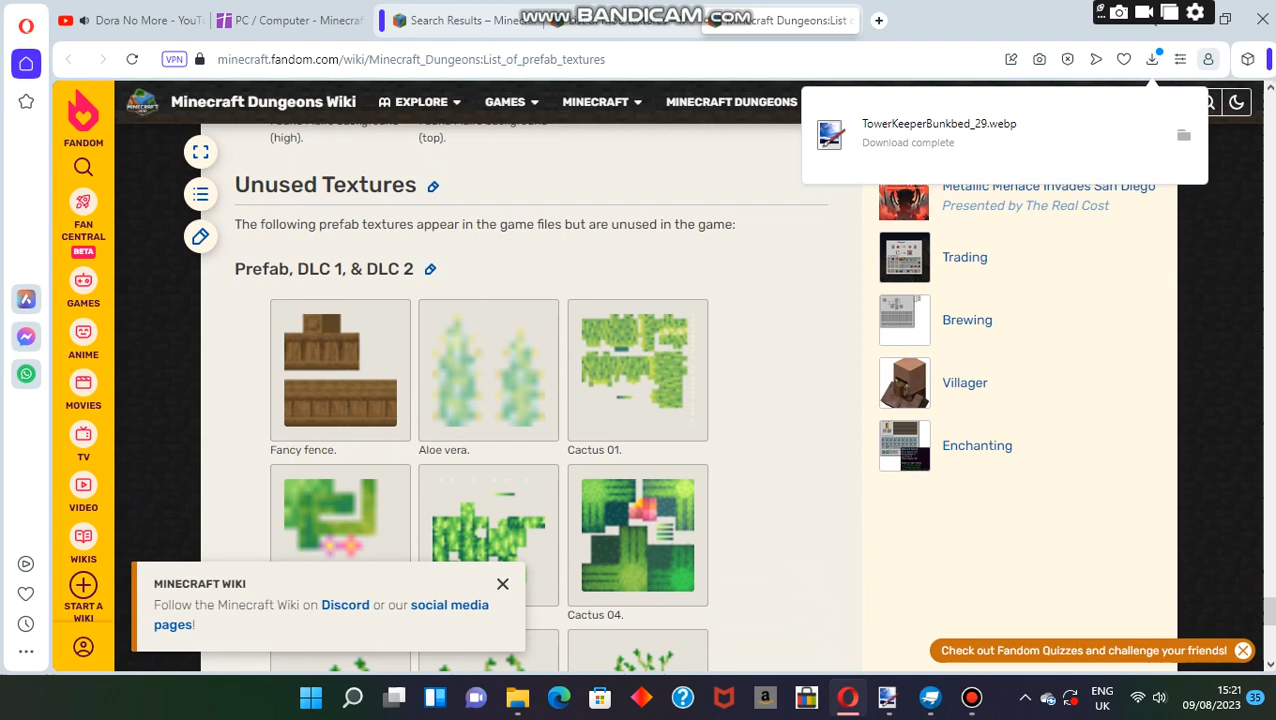 Dora No More - YouT
PC / Computer - Minecraf
Search Results - Mine
Minecraft Dungeons:List o
www.BANDICAM.com
VPN
minecraft.fandom.com/wiki/Minecraft_Dungeons:List_of_prefab_textures
FANDOM
FAN
CENTRAL
BETA
GAMES
ANIME
MOVIES
TV
VIDEO
WIKIS
START A
WIKI
Minecraft Dungeons Wiki
EXPLORE
GAMES
MINECRAFT
MINECRAFT DUNGEONS
TowerKeeperBunkbed_29.webp
Download complete
(high).
(top).
Unused Textures
The following prefab textures appear in the game files but are unused in the game:
Prefab, DLC 1, & DLC 2
Fancy fence.
Aloe vera.
Cactus 01.
Cactus 04.
Metallic Menace Invades San Diego
Presented by The Real Cost
Trading
Brewing
Villager
Enchanting
MINECRAFT WIKI
Follow the Minecraft Wiki on Discord or our social media
pages!
Check out Fandom Quizzes and challenge your friends!
ENG
UK
15:21
09/08/2023
35